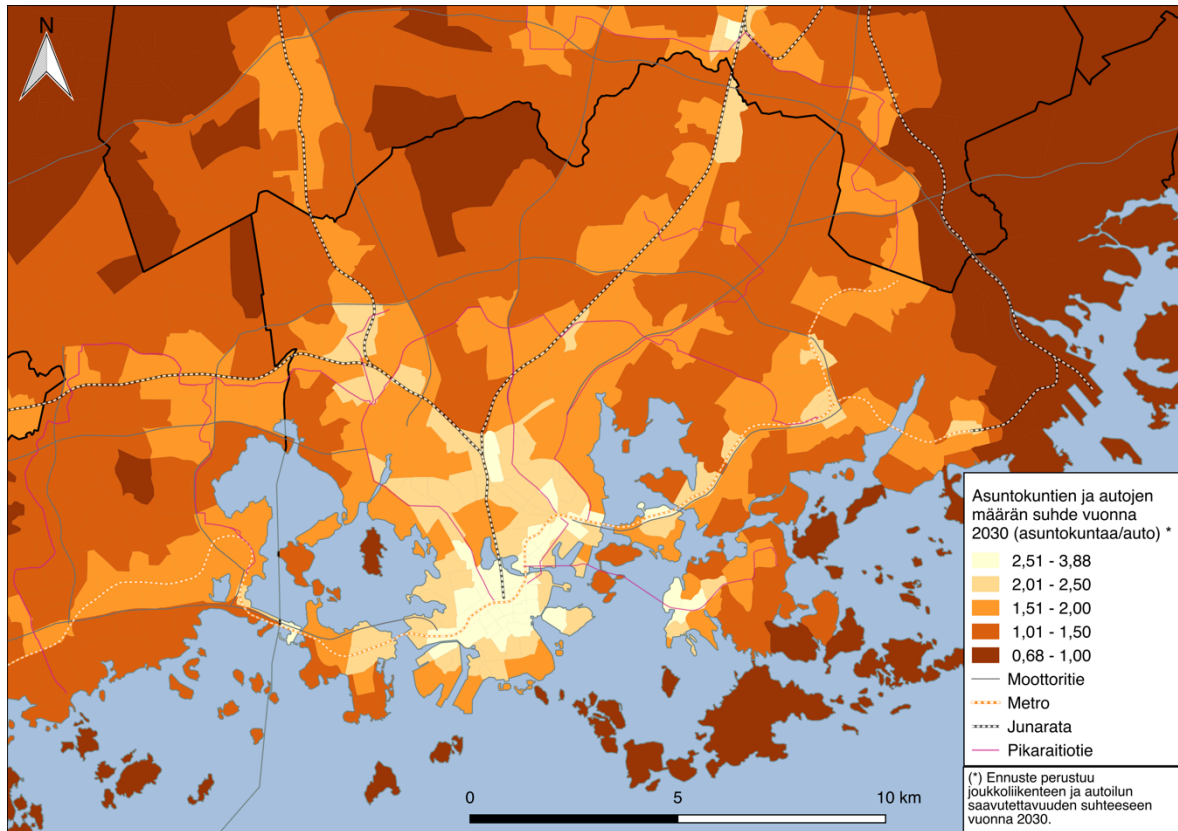 N
Asuntokuntien ja autojen
määrän suhde vuonna
2030 (asuntokuntaa/auto) *
2,51 - 3,88
2,01 - 2,50
1,51 - 2,00
1,01 - 1,50
0,68 - 1,00
Moottoritie
Metro
Junarata
Pikaraitiotie
(*) Ennuste perustuu
joukkoliikenteen ja autoilun
saavutettavuuden suhteeseen
vuonna 2030.
0 5 10 km